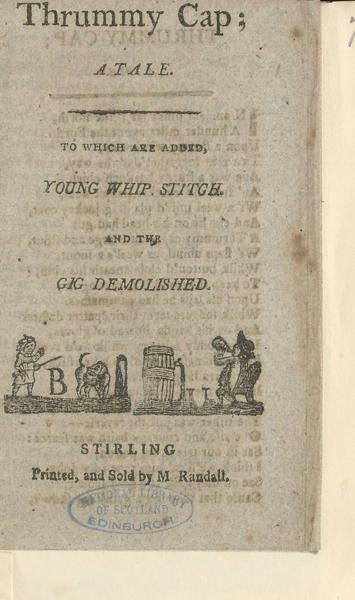 Thrummy Cap;
A TALE.
TO WHICH ARE ADDED,
YOUNG WHIP. STITCH.
AND THE
GIG DEMOLISHED.
B
STIRLING
Printed, and Sold by M Randall.
NATIONAL LIBRARY
OF SCOTLAND
EDINBURGH